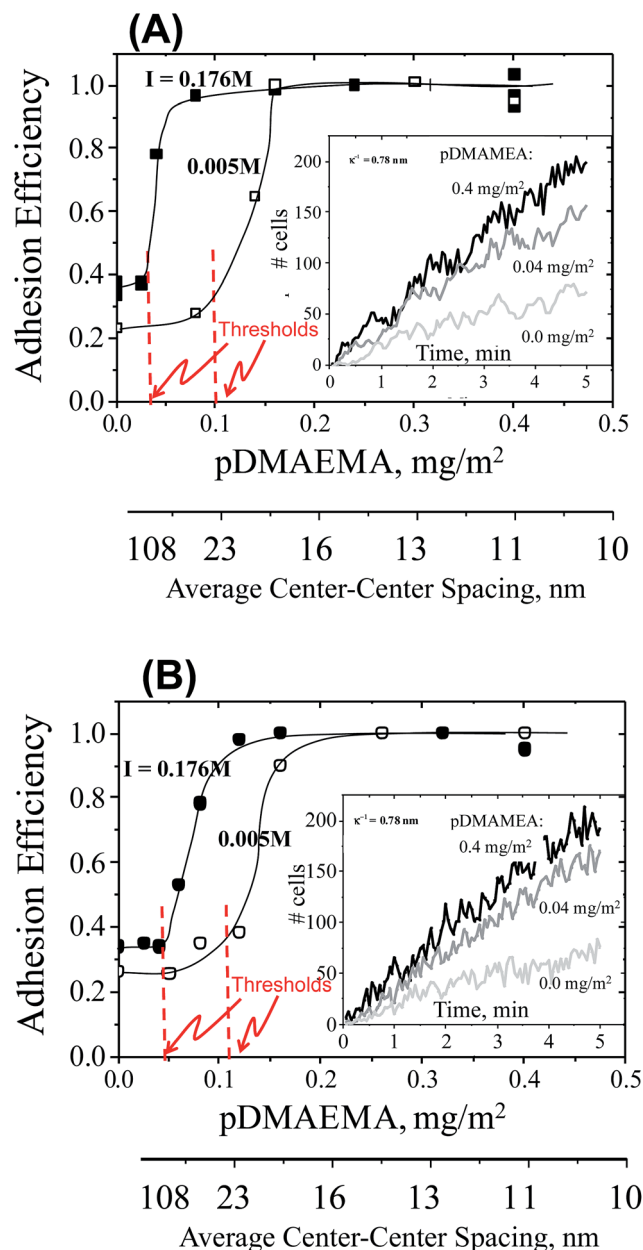 (A)
I = 0.176M
0.005M
Adhesion Efficiency
1.0
0.8
0.6
0.4
0.2
0.0
Thresholds
κ⁻¹ = 0.78 nm
pDMAMEA:
0.4 mg/m²
0.04 mg/m²
0.0 mg/m²
# cells
200
150
100
50
0
Time, min
0 1 2 3 4 5
0.0 0.1 0.2 0.3 0.4 0.5
pDMAEMA, mg/m²
108 23 16 13 11 10
Average Center-Center Spacing, nm
(B)
I = 0.176M
0.005M
Adhesion Efficiency
1.0
0.8
0.6
0.4
0.2
0.0
Thresholds
κ⁻¹ = 0.78 nm
pDMAMEA:
0.4 mg/m²
0.04 mg/m²
0.0 mg/m²
# cells
200
150
100
50
0
Time, min
0 1 2 3 4 5
0.0 0.1 0.2 0.3 0.4 0.5
pDMAEMA, mg/m²
108 23 16 13 11 10
Average Center-Center Spacing, nm